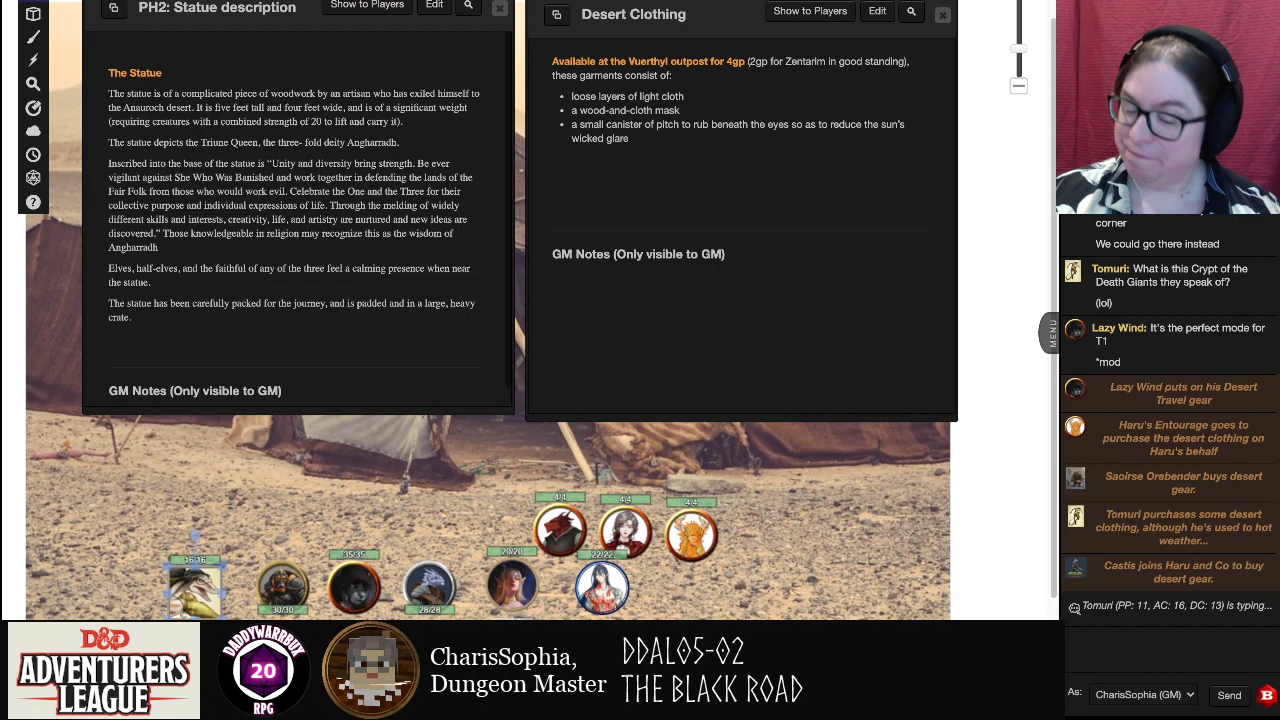 PH2: Statue description
Show to Players
Edit
The Statue
The statue is of a complicated piece of woodwork from an artisan who has exiled himself to
the Anauroch desert. It is five feet tall and four feet wide, and is of a significant weight
(requiring creatures with a combined strength of 20 to lift and carry it).
The statue depicts the Triune Queen, the three- fold deity Angharradh.
Inscribed into the base of the statue is “Unity and diversity bring strength. Be ever
vigilant against She Who Was Banished and work together in defending the lands of the
Fair Folk from those who would work evil. Celebrate the One and the Three for their
collective purpose and individual expressions of life. Through the melding of widely
different skills and interests, creativity, life, and artistry are nurtured and new ideas are
discovered.” Those knowledgeable in religion may recognize this as the wisdom of
Angharradh
Elves, half-elves, and the faithful of any of the three feel a calming presence when near
the statue.
The statue has been carefully packed for the journey, and is padded and in a large, heavy
crate.
GM Notes (Only visible to GM)
Desert Clothing
Show to Players
Edit
Available at the Vuerthyl outpost for 4gp (2gp for Zentarim in good standing),
these garments consist of:
• loose layers of light cloth
• a wood-and-cloth mask
• a small canister of pitch to rub beneath the eyes so as to reduce the sun’s
wicked glare
GM Notes (Only visible to GM)
4/4
4/4
4/4
16/16
30/30
35/35
28/28
20/20
22/22
MENU
corner
We could go there instead
Tomuri: What is this Crypt of the
Death Giants they speak of?
(lol)
Lazy Wind: It's the perfect mode for
T1
*mod
Lazy Wind puts on his Desert
Travel gear
Haru's Entourage goes to
purchase the desert clothing on
Haru's behalf
Saoirse Orebender buys desert
gear.
Tomuri purchases some desert
clothing, although he's used to hot
weather...
Castis joins Haru and Co to buy
desert gear.
Tomuri (PP: 11, AC: 16, DC: 13) is typing...
As:
CharisSophia (GM)
Send
D&D
ADVENTURERS
LEAGUE
DADDYWARRBUX
20
RPG
CharisSophia,
Dungeon Master
DDAL05-02
THE BLACK ROAD